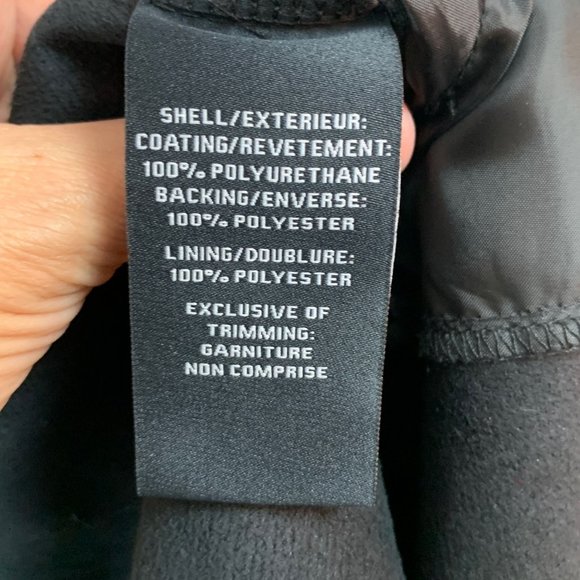 SHELL/EXTERIEUR:
COATING/REVETEMENT:
100% POLYURETHANE
BACKING/ENVERSE:
100% POLYESTER
LINING/DOUBLURE:
100% POLYESTER
EXCLUSIVE OF
TRIMMING:
GARNITURE
NON COMPRISE